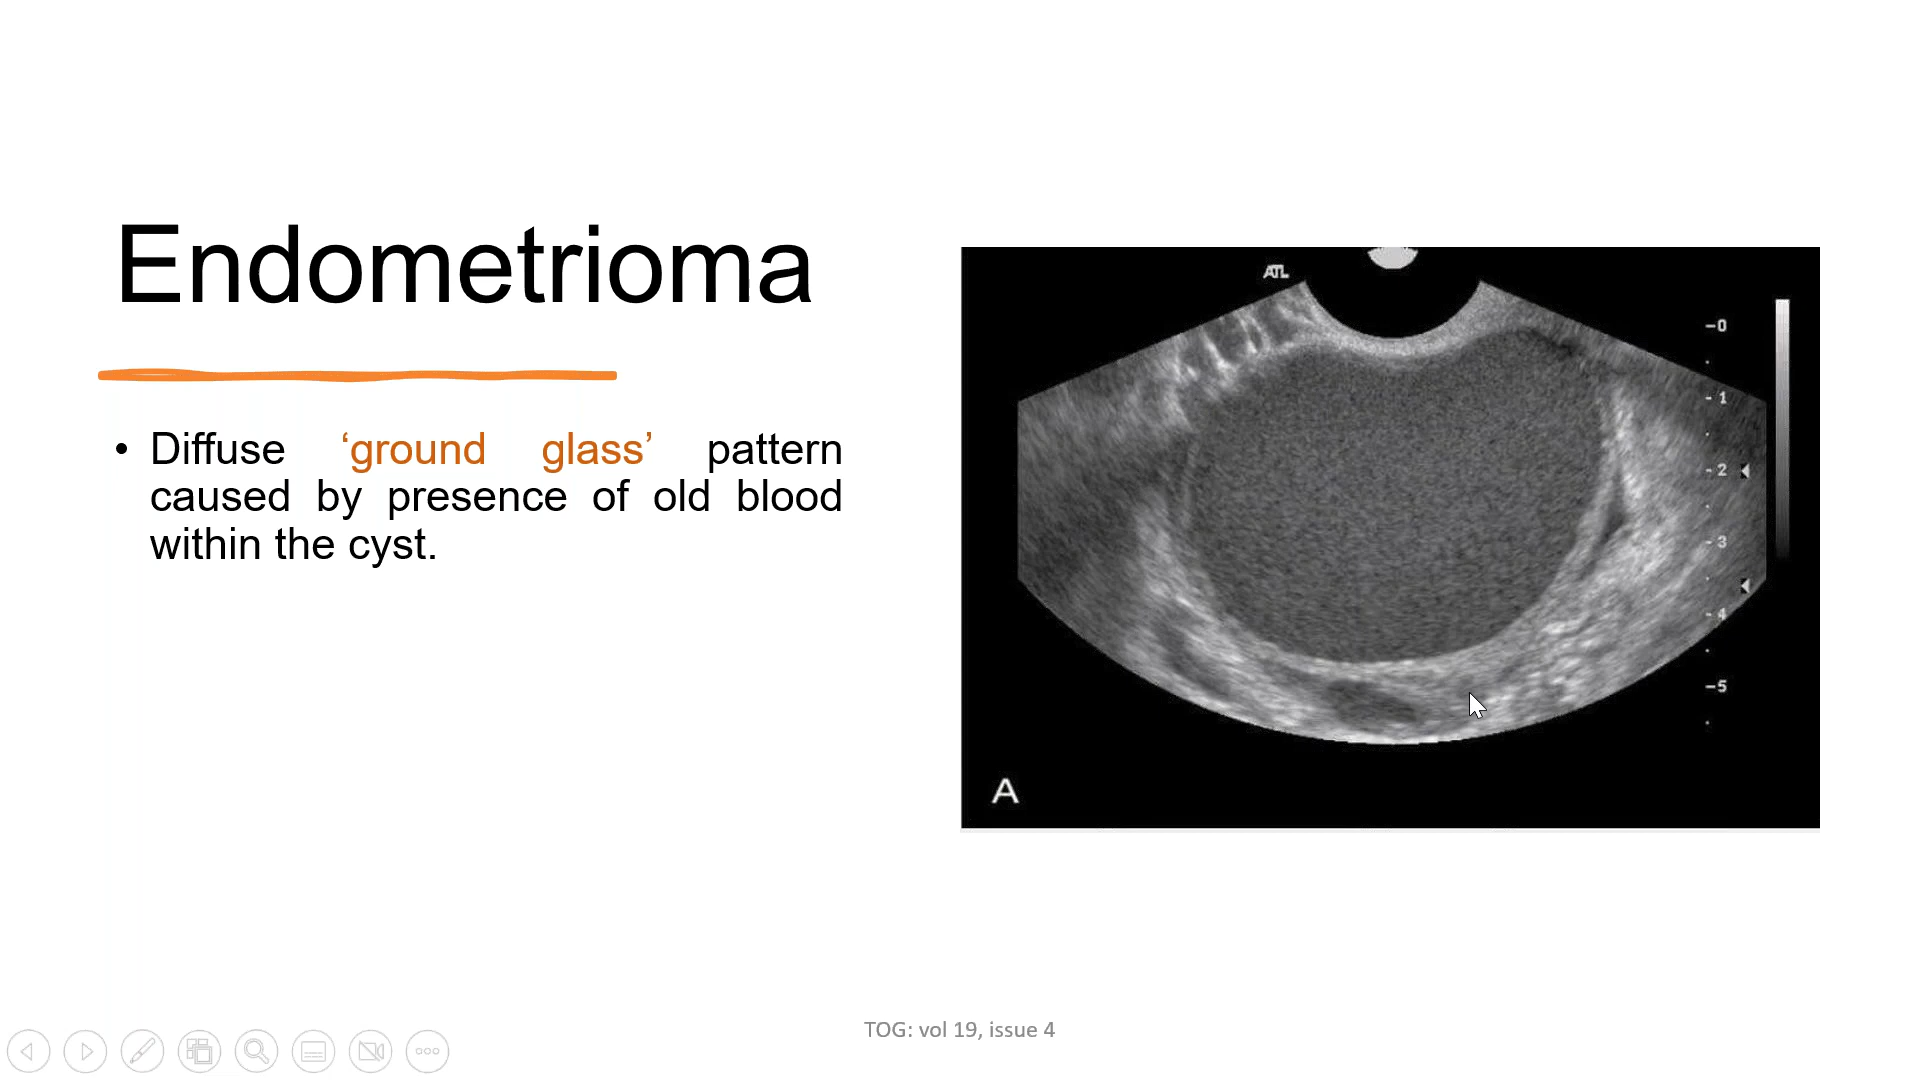 Endometrioma
• Diffuse ‘ground glass’ pattern
caused by presence of old blood
within the cyst.
ATL
-0
- 1
- 2
- 3
- 4
-5
A
TOG: vol 19, issue 4